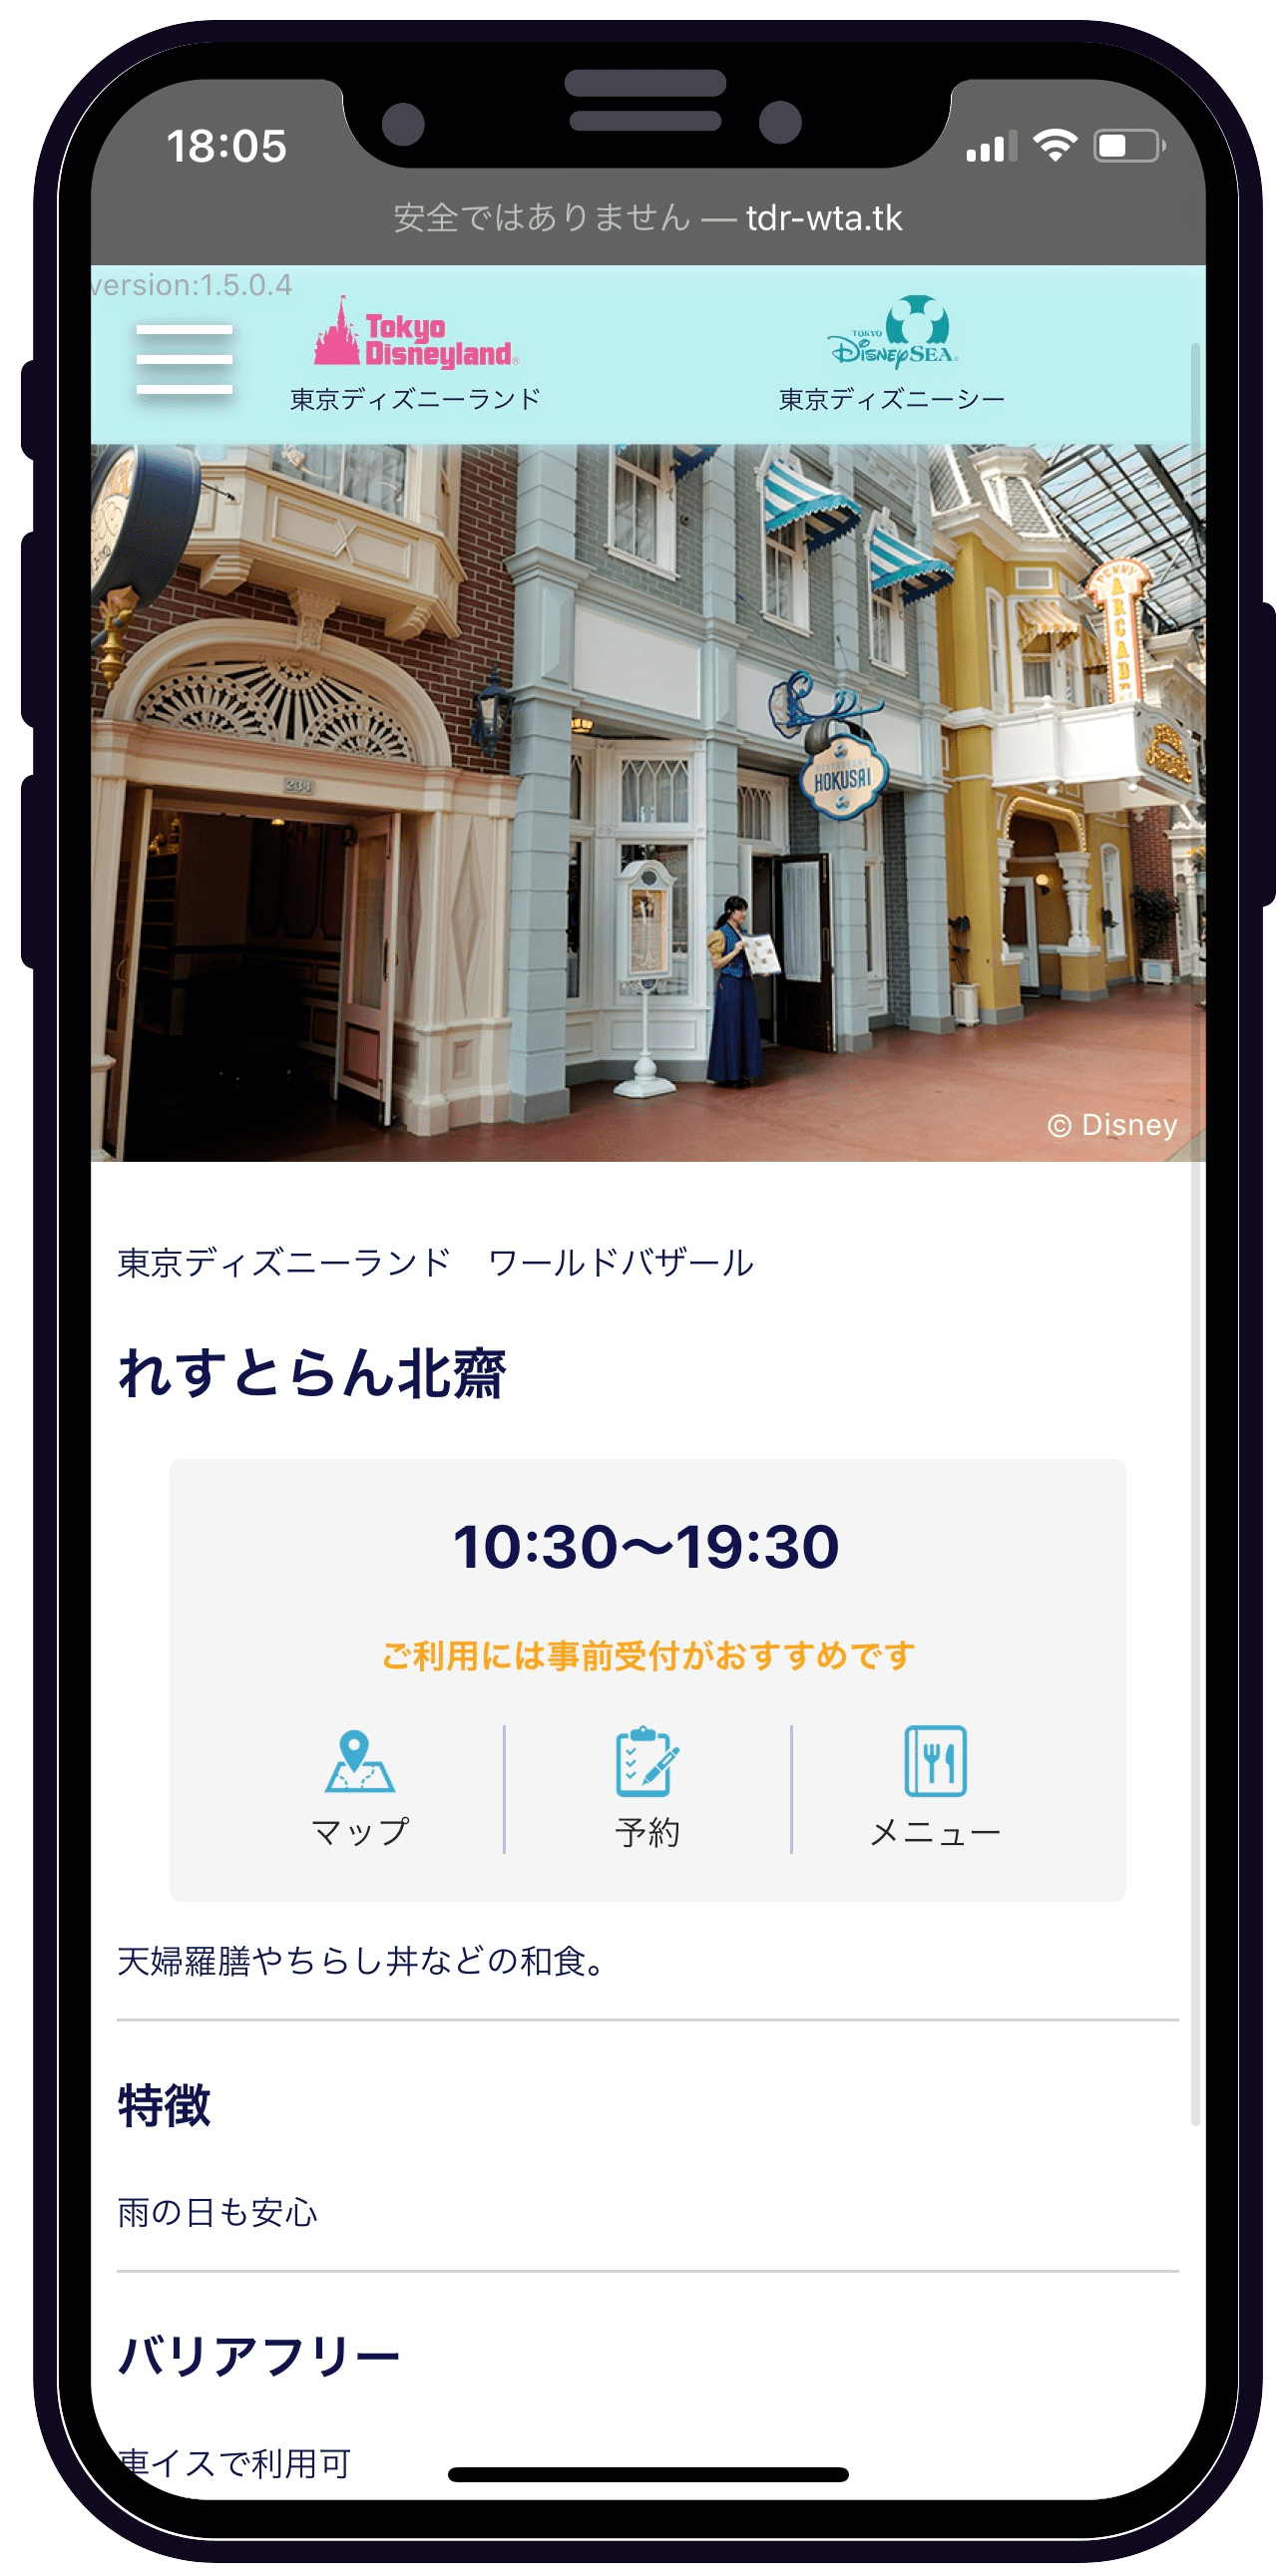 18:05
安全ではありません — tdr-wta.tk
version:1.5.0.4
Tokyo Disneyland®
東京ディズニーランド
TOKYO DisneySEA®
東京ディズニーシー
234
PENNY ARCADE
RESTAURANT HOKUSAI
© Disney
東京ディズニーランド　ワールドバザール
れすとらん北齋
10:30〜19:30
ご利用には事前受付がおすすめです
マップ
予約
メニュー
天婦羅膳やちらし丼などの和食。
特徴
雨の日も安心
バリアフリー
車イスで利用可